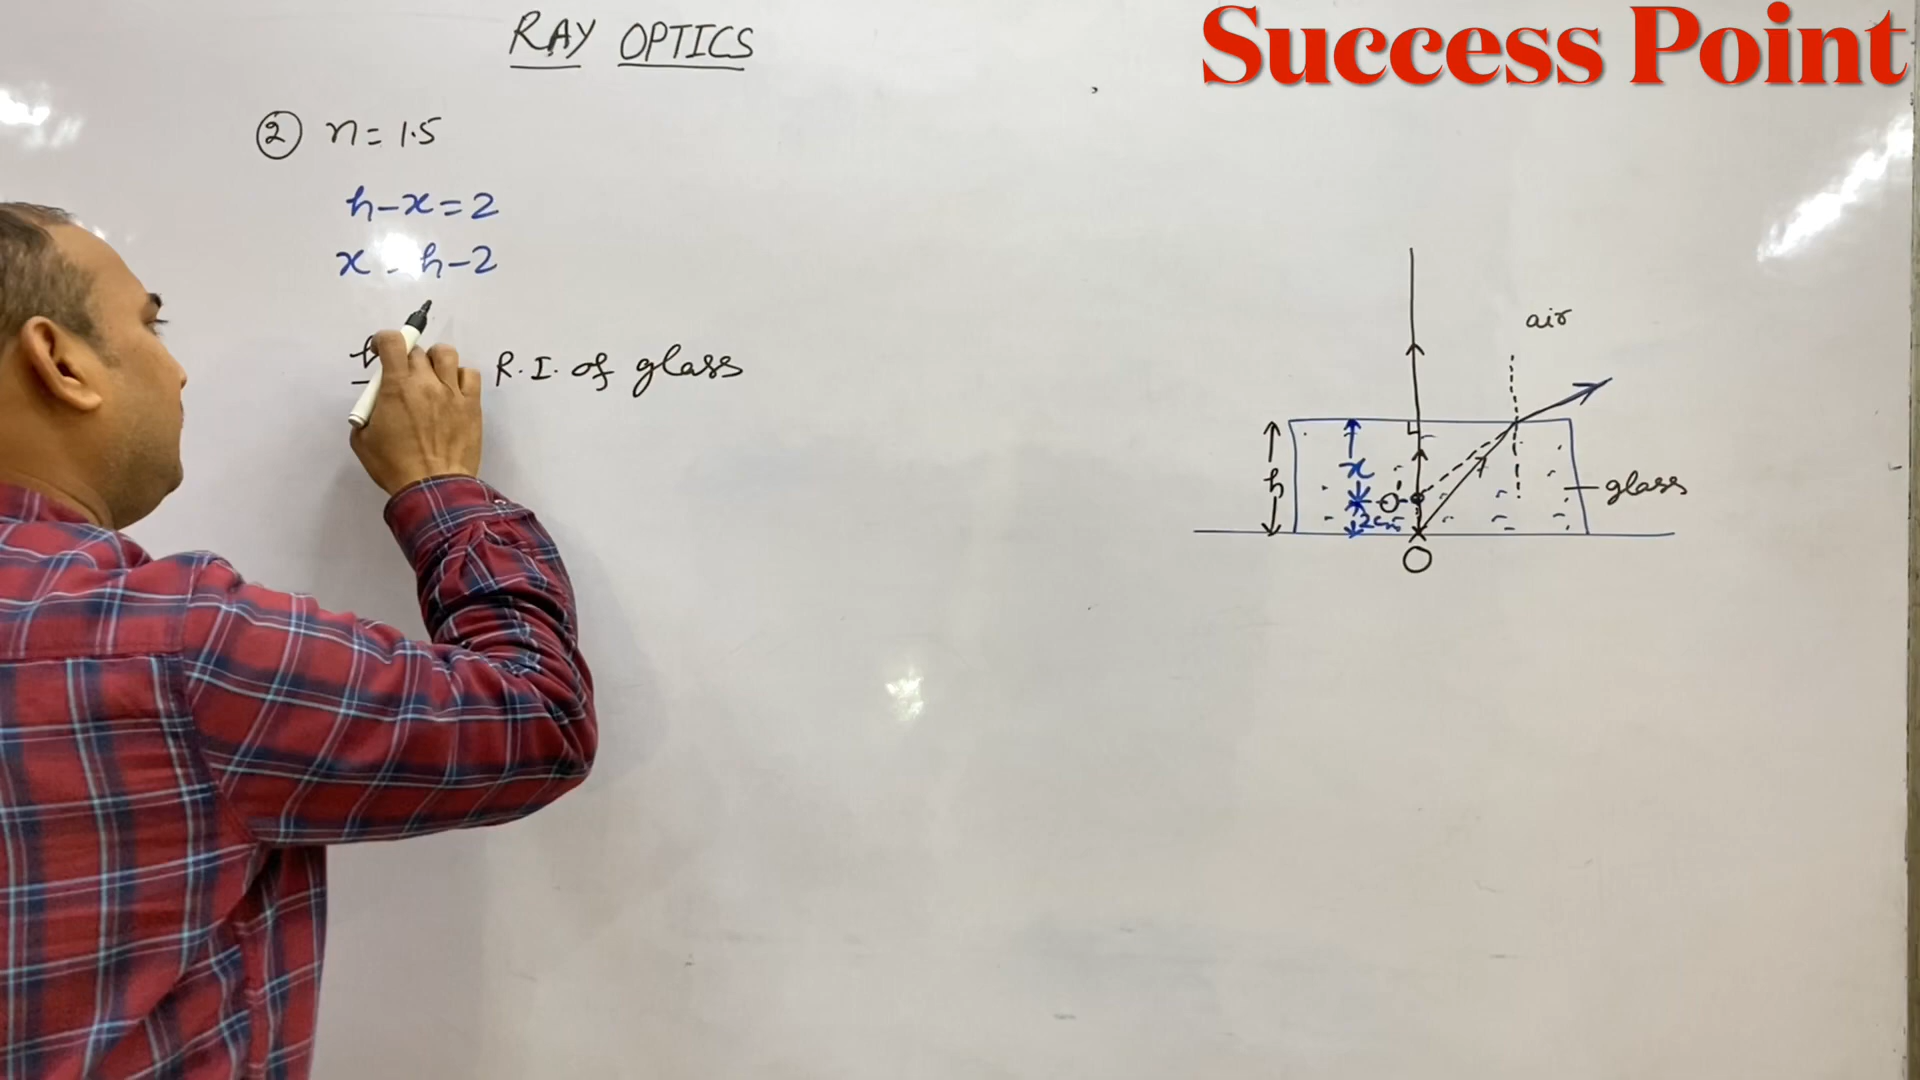 RAY OPTICS
Success Point
② n = 1.5
h - x = 2
x = h - 2
R.I. of glass
air
h
x
O'
2cm
glass
O